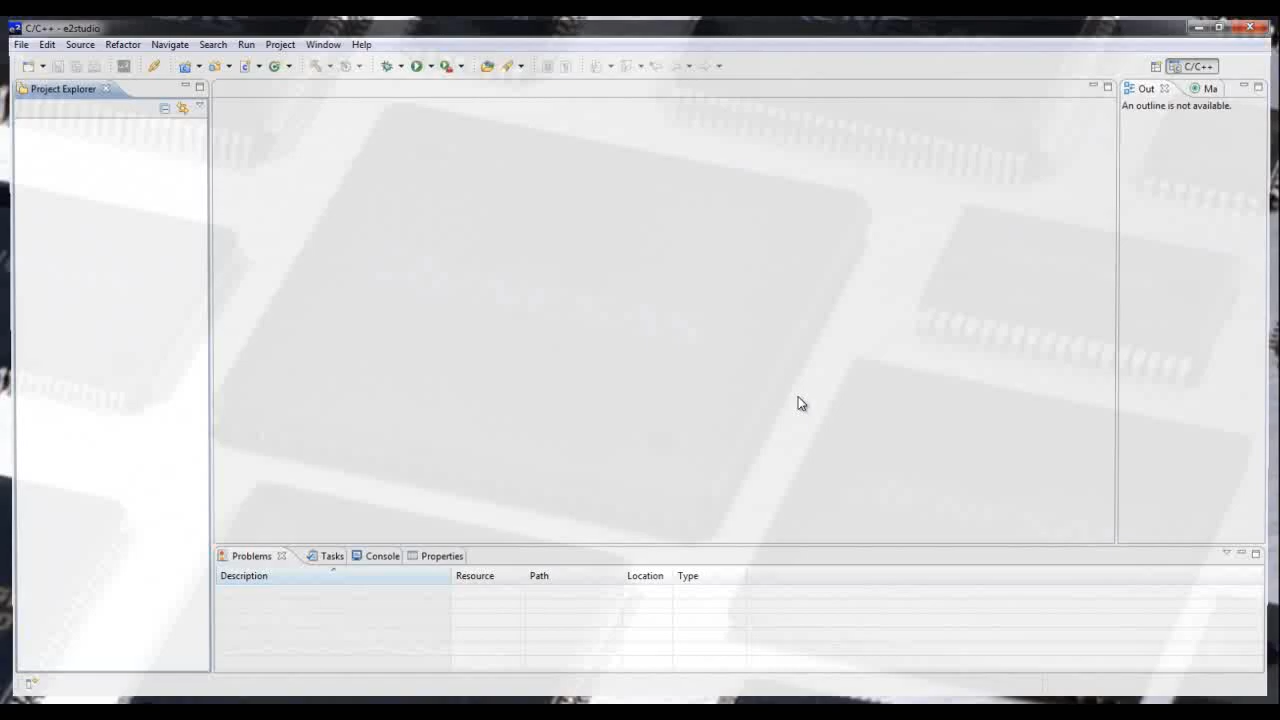 C/C++ - e2studio
File Edit Source Refactor Navigate Search Run Project Window Help
C/C++
Project Explorer
Out Ma
An outline is not available.
Problems Tasks Console Properties
Description Resource Path Location Type